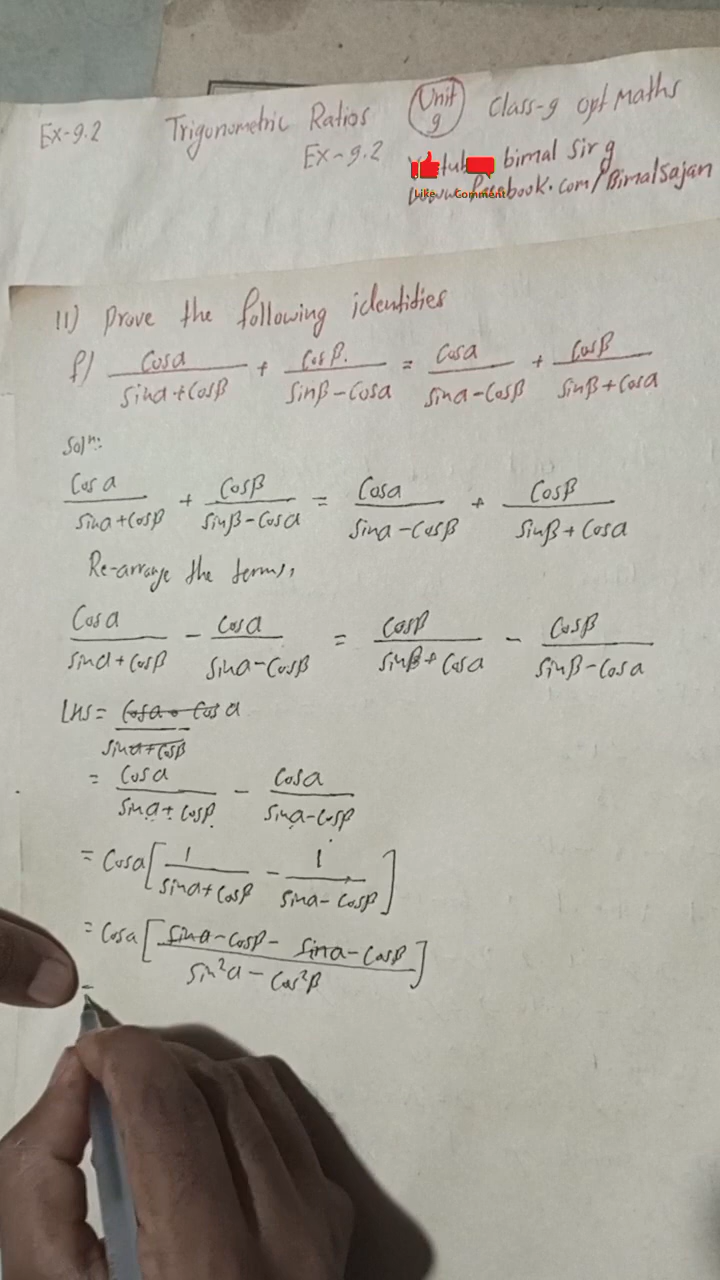 Ex-9.2 Trigonometric Ratios Unit 9 Class-9 opt Maths
Ex-9.2
bimal sir g
Like Comment
www.facebook.com/Bimalsajan
11) Prove the following identities
f) Cosα/(Sinα+Cosβ) + Cosβ/(Sinβ-Cosα) = Cosα/(Sinα-Cosβ) + Cosβ/(Sinβ+Cosα)
Solⁿ:
Cosα/(Sinα+Cosβ) + Cosβ/(Sinβ-Cosα) = Cosα/(Sinα-Cosβ) + Cosβ/(Sinβ+Cosα)
Re-arrange the terms,
Cosα/(Sinα+Cosβ) - Cosα/(Sinα-Cosβ) = Cosβ/(Sinβ+Cosα) - Cosβ/(Sinβ-Cosα)
LHS =
= Cosα/(Sinα+Cosβ) - Cosα/(Sinα-Cosβ)
= Cosα[1/(Sinα+Cosβ) - 1/(Sinα-Cosβ)]
= Cosα[(Sinα-Cosβ-Sinα-Cosβ)/(Sin²α-Cos²β)]
=